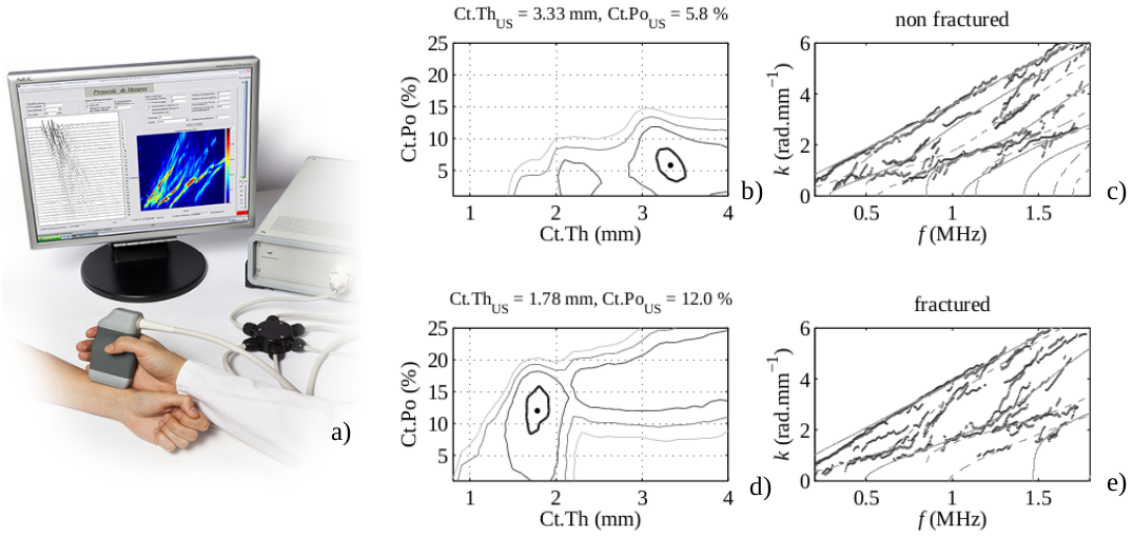 NEC
Protocole de Mesures
a)
Ct.Th_US = 3.33 mm, Ct.Po_US = 5.8 %
Ct.Po (%)
25
20
15
10
5
1
2
3
4
Ct.Th (mm)
b)
non fractured
k (rad.mm⁻¹)
6
4
2
0
0.5
1
1.5
f (MHz)
c)
Ct.Th_US = 1.78 mm, Ct.Po_US = 12.0 %
Ct.Po (%)
25
20
15
10
5
1
2
3
4
Ct.Th (mm)
d)
fractured
k (rad.mm⁻¹)
6
4
2
0
0.5
1
1.5
f (MHz)
e)